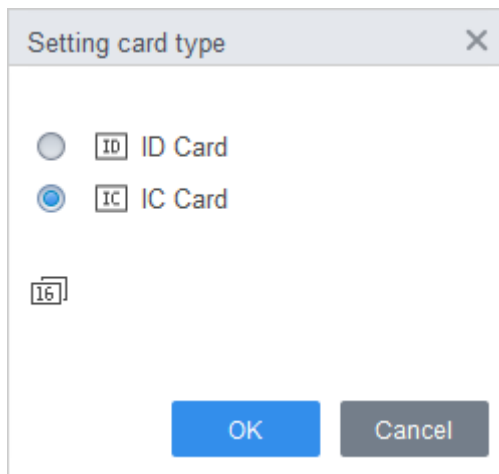 Setting card type
ID ID Card
IC IC Card
16
OK Cancel